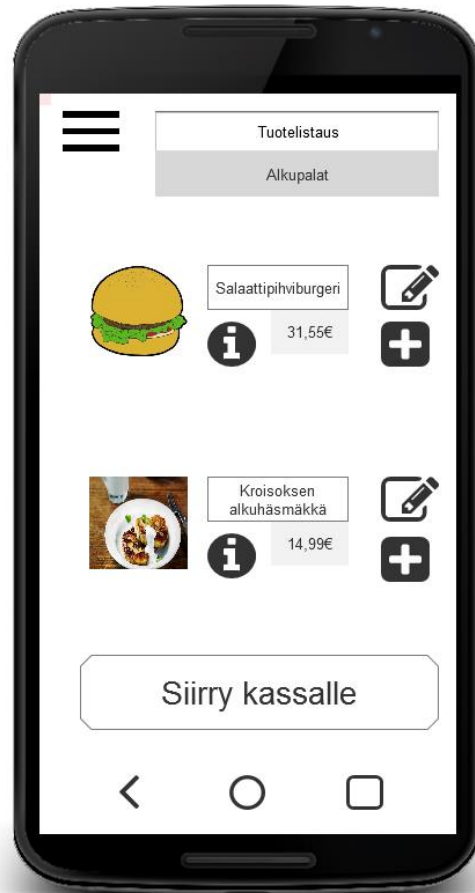 Tuotelistaus
Alkupalat
Salaattipihviburgeri
31,55€
Kroisoksen
alkuhäsmäkkä
14,99€
Siirry kassalle